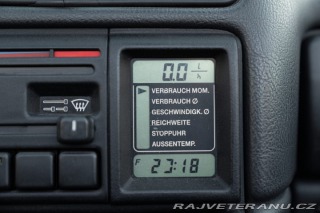 0.0 l/h
VERBRAUCH MOM.
VERBRAUCH Ø
GESCHWINDIGK. Ø
REICHWEITE
STOPPUHR
AUSSENTEMP.
F 23:18
RAJVETERANU.CZ